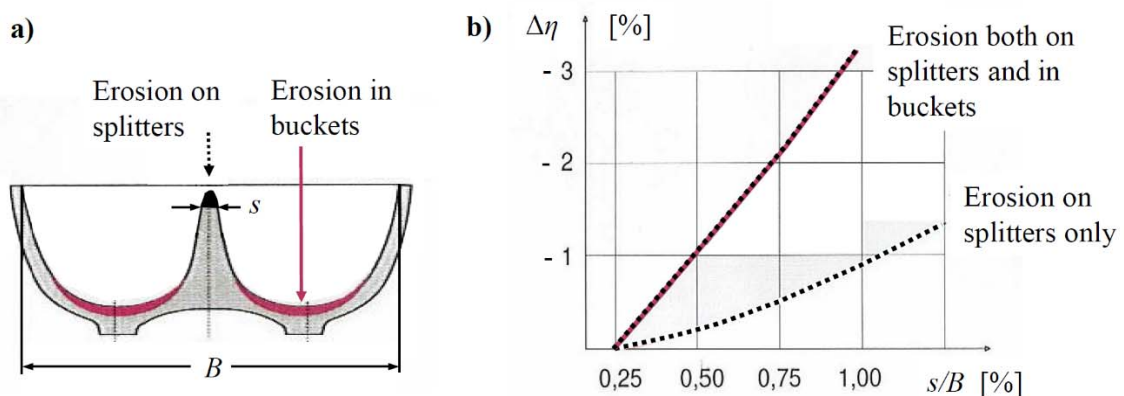 a)
Erosion on
splitters
Erosion in
buckets
s
B
b)
Δη [%]
- 3
- 2
- 1
0,25 0,50 0,75 1,00 s/B [%]
Erosion both on
splitters and in
buckets
Erosion on
splitters only